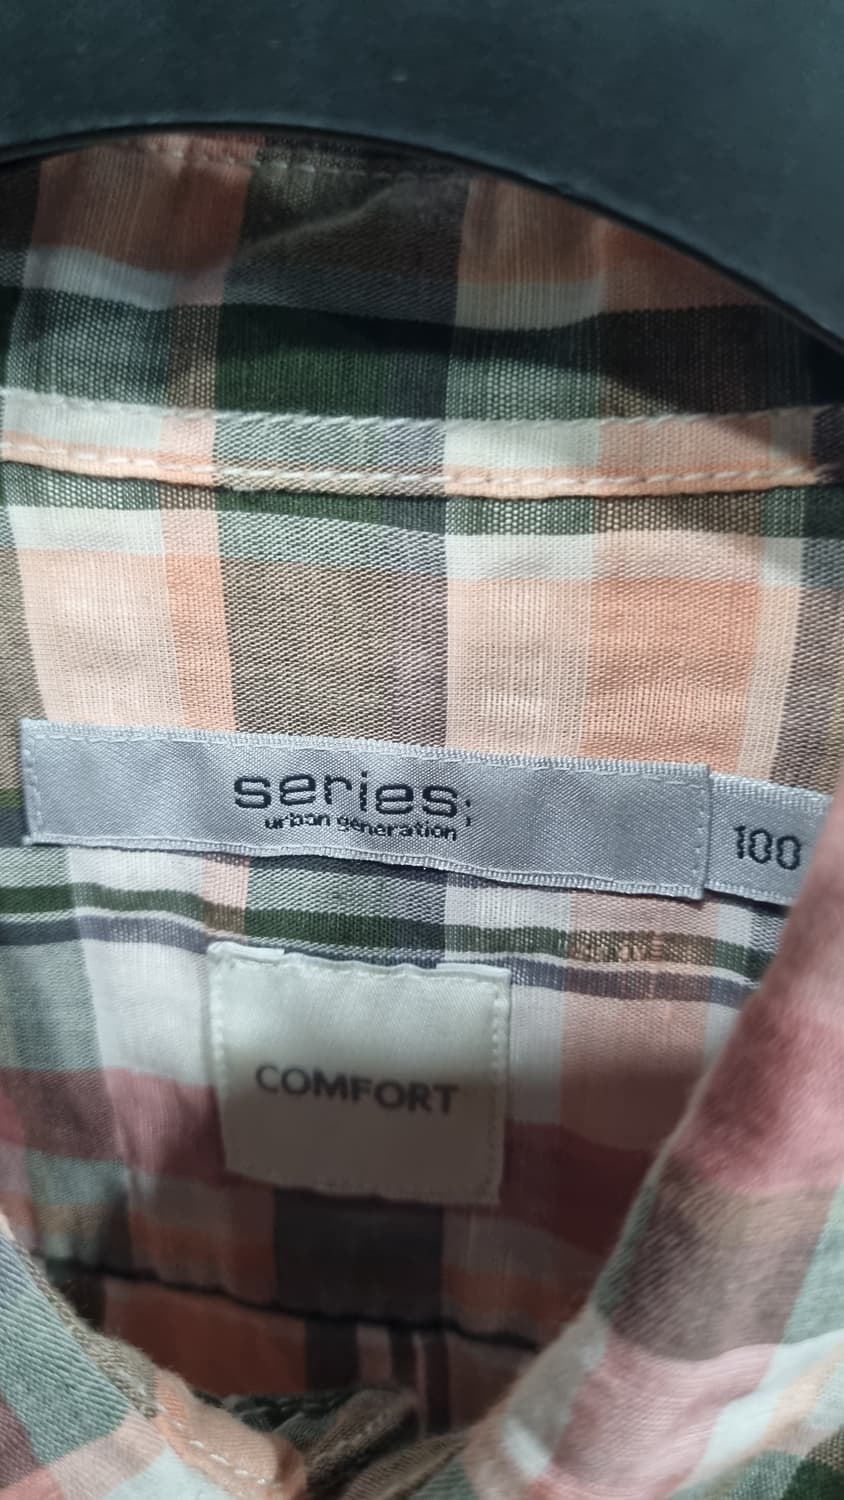 series;
urban generation
100
COMFORT